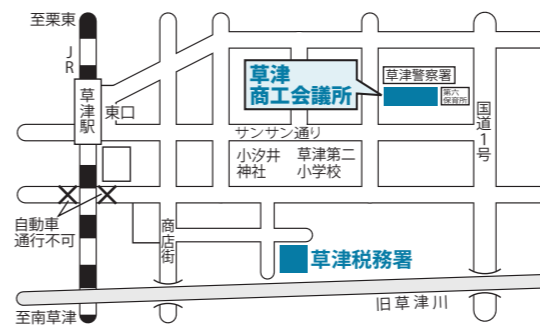 至栗東
JR
草津駅
東口
草津
商工会議所
草津警察署
第六
保育所
国道1号
サンサン通り
小汐井
神社
草津第二
小学校
自動車
通行不可
商店街
草津税務署
旧草津川
至南草津